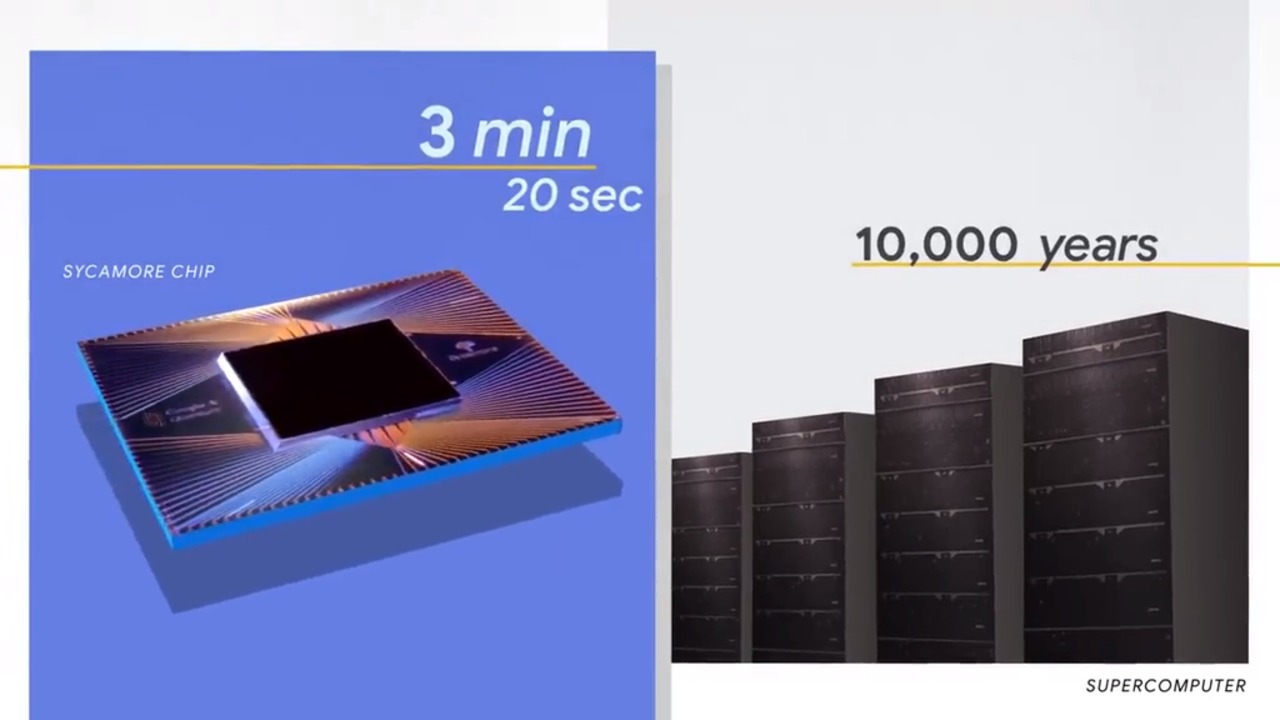 3 min
20 sec
SYCAMORE CHIP
10,000 years
SUPERCOMPUTER